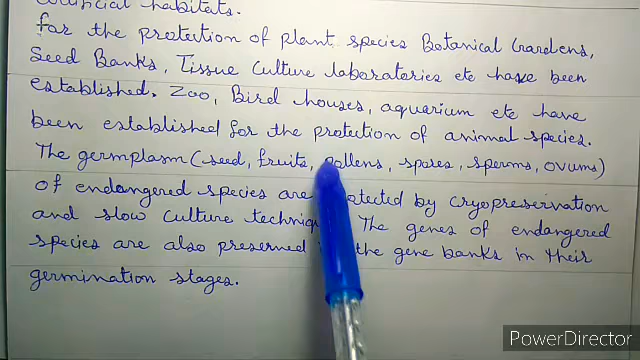 artificial habitats.
for the protection of plant species Botanical Gardens,
Seed Banks, Tissue Culture laboratories etc have been
established. Zoo, Bird houses, aquarium etc have
been established for the protection of animal species.
The germplasm (seed, fruits, pollens, spores, sperms, ovums)
of endangered species are by cryopreservation
and slow culture The genes of endangered
species are also preserved the gene banks in their
germination stages.
PowerDirector